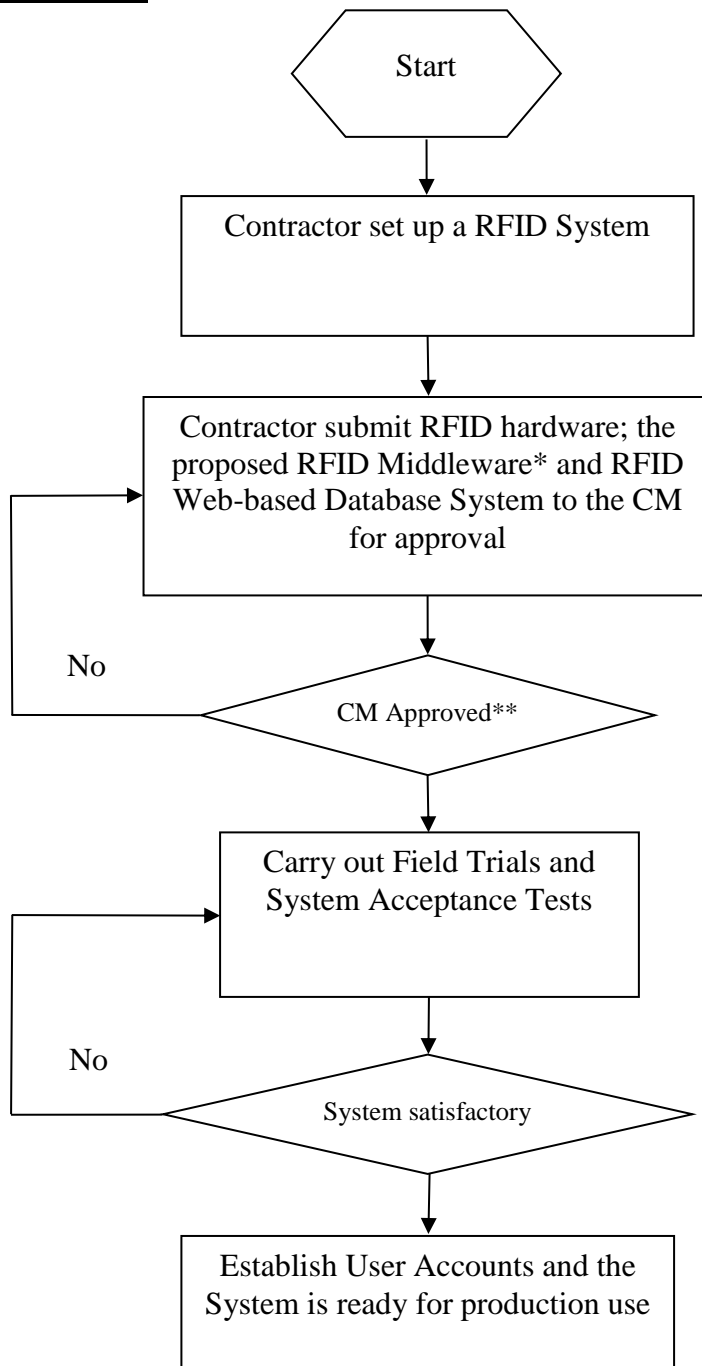 Start
Contractor set up a RFID System
Contractor submit RFID hardware; the
proposed RFID Middleware* and RFID
Web-based Database System to the CM
for approval
No
CM Approved**
Carry out Field Trials and
System Acceptance Tests
No
System satisfactory
Establish User Accounts and the
System is ready for production use